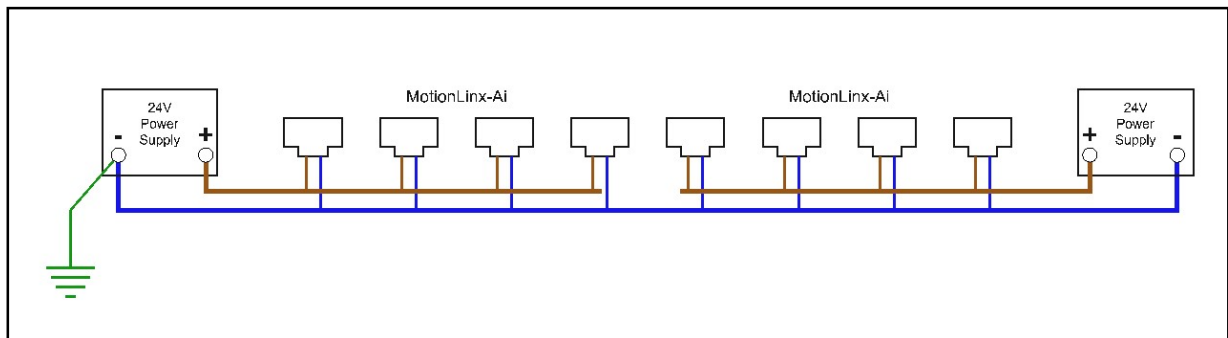 MotionLinx-Ai
MotionLinx-Ai
24V
Power
Supply
-
+
24V
Power
Supply
+
-